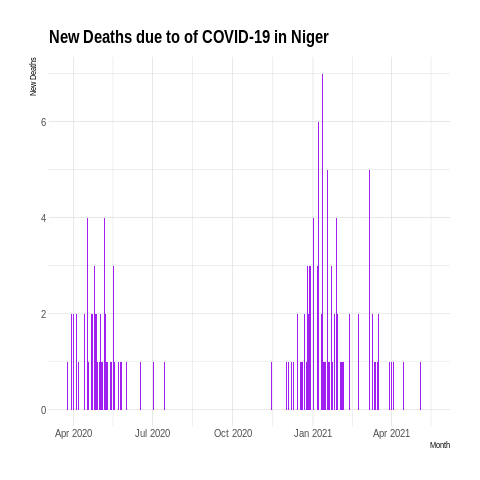 New Deaths due to of COVID-19 in Niger
New Deaths
6
4
2
0
Apr 2020 Jul 2020 Oct 2020 Jan 2021 Apr 2021
Month